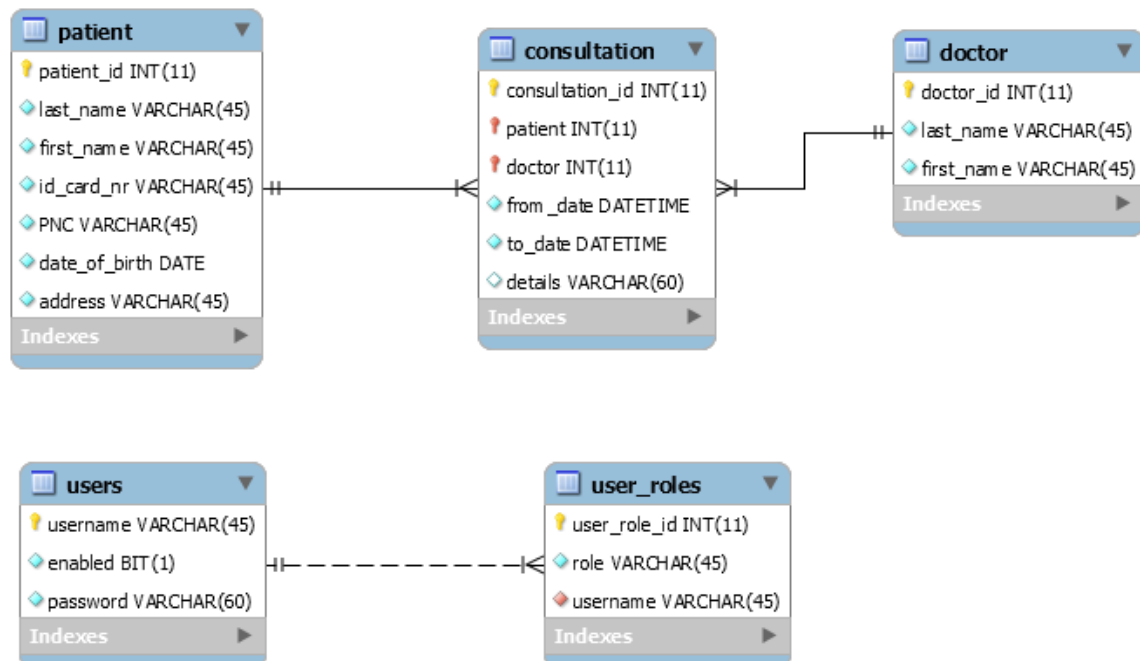 patient
patient_id INT(11)
last_name VARCHAR(45)
first_name VARCHAR(45)
id_card_nr VARCHAR(45)
PNC VARCHAR(45)
date_of_birth DATE
address VARCHAR(45)
Indexes
consultation
consultation_id INT(11)
patient INT(11)
doctor INT(11)
from _date DATETIME
to_date DATETIME
details VARCHAR(60)
Indexes
doctor
doctor_id INT(11)
last_name VARCHAR(45)
first_name VARCHAR(45)
Indexes
users
username VARCHAR(45)
enabled BIT(1)
password VARCHAR(60)
Indexes
user_roles
user_role_id INT(11)
role VARCHAR(45)
username VARCHAR(45)
Indexes